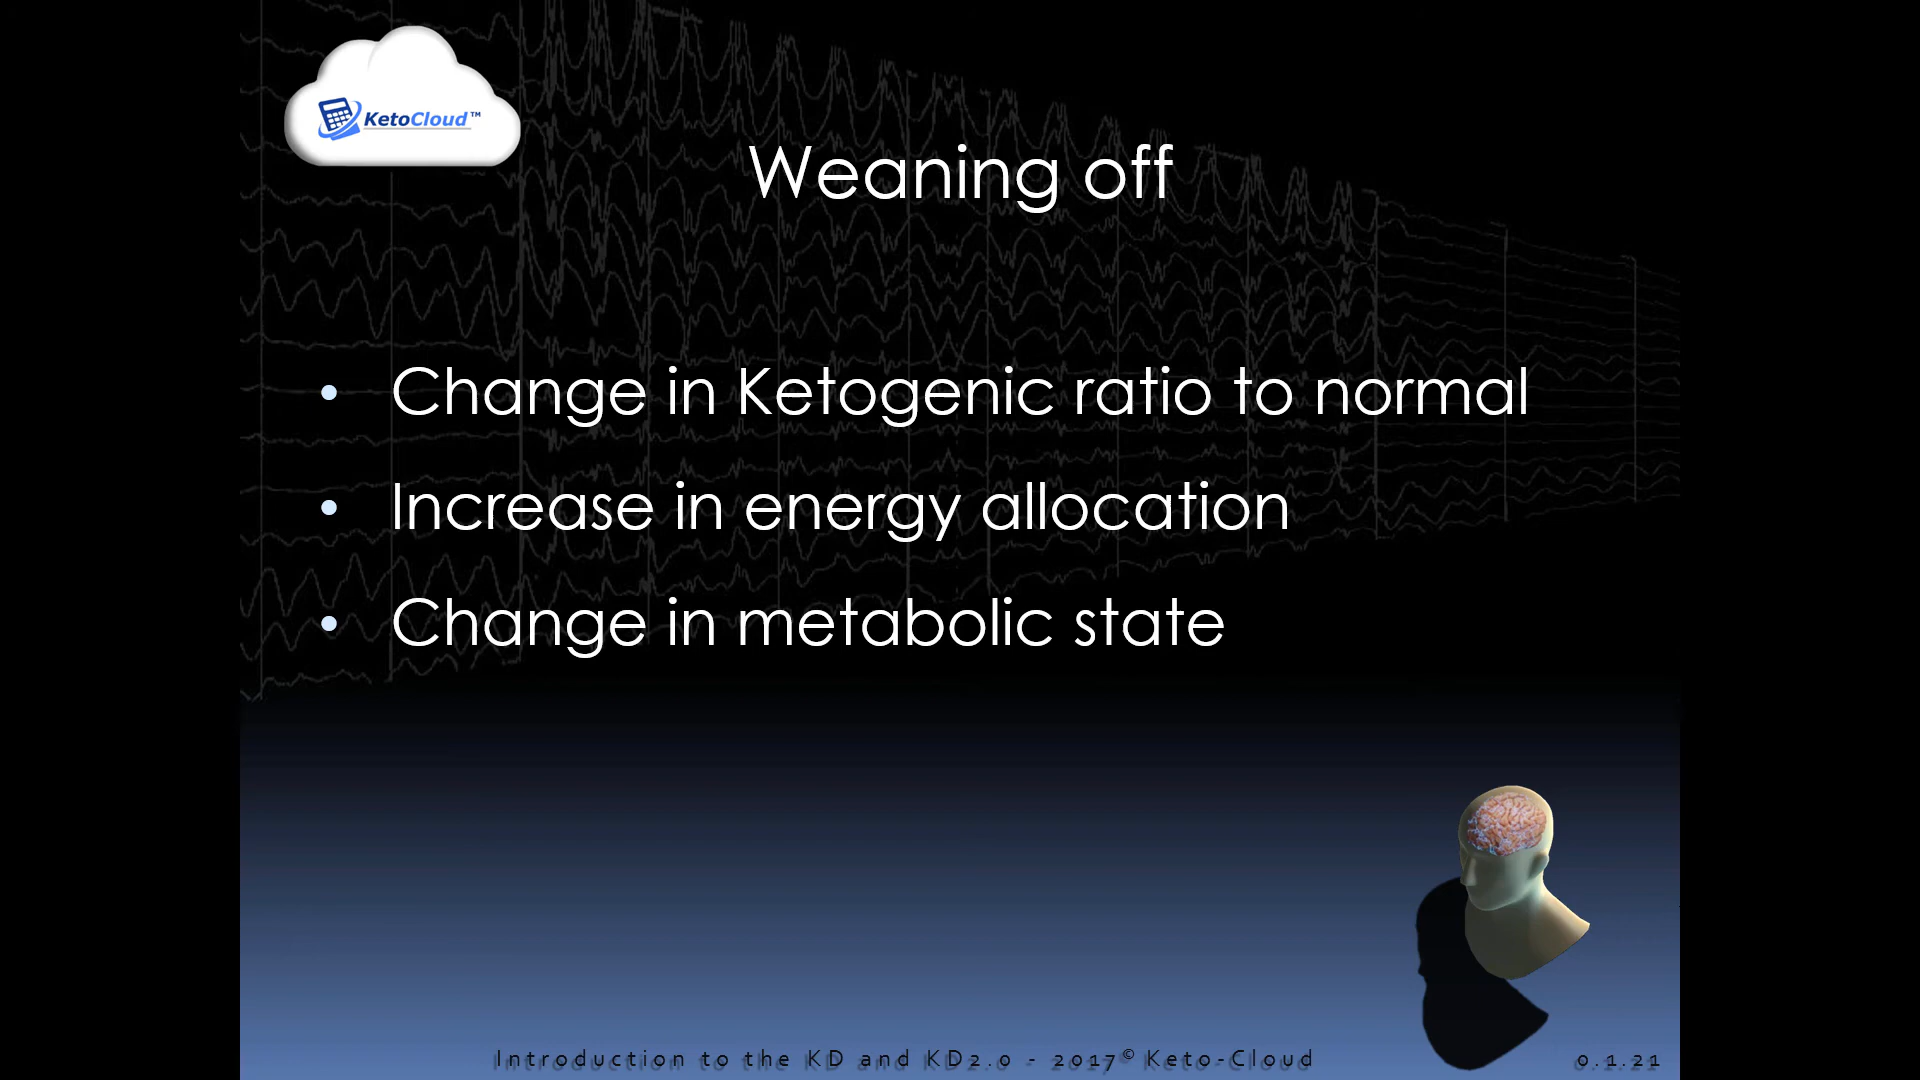 KetoCloud™
Weaning off
• Change in Ketogenic ratio to normal
• Increase in energy allocation
• Change in metabolic state
Introduction to the KD and KD2.0 - 2017© Keto-Cloud
0.1.21